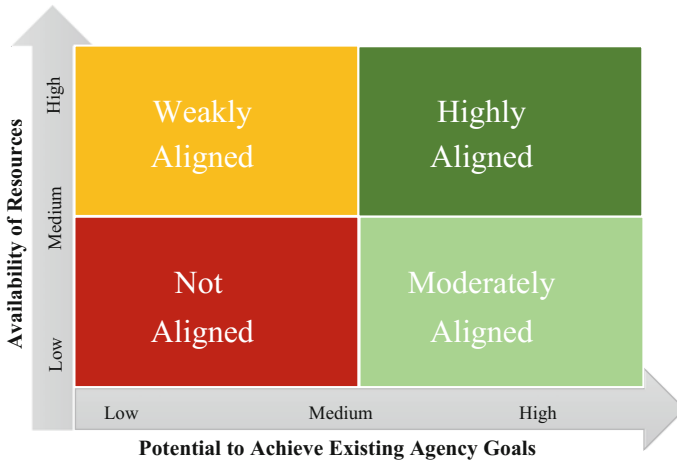 Availability of Resources
High
Medium
Low
Weakly
Aligned
Highly
Aligned
Not
Aligned
Moderately
Aligned
Low
Medium
High
Potential to Achieve Existing Agency Goals